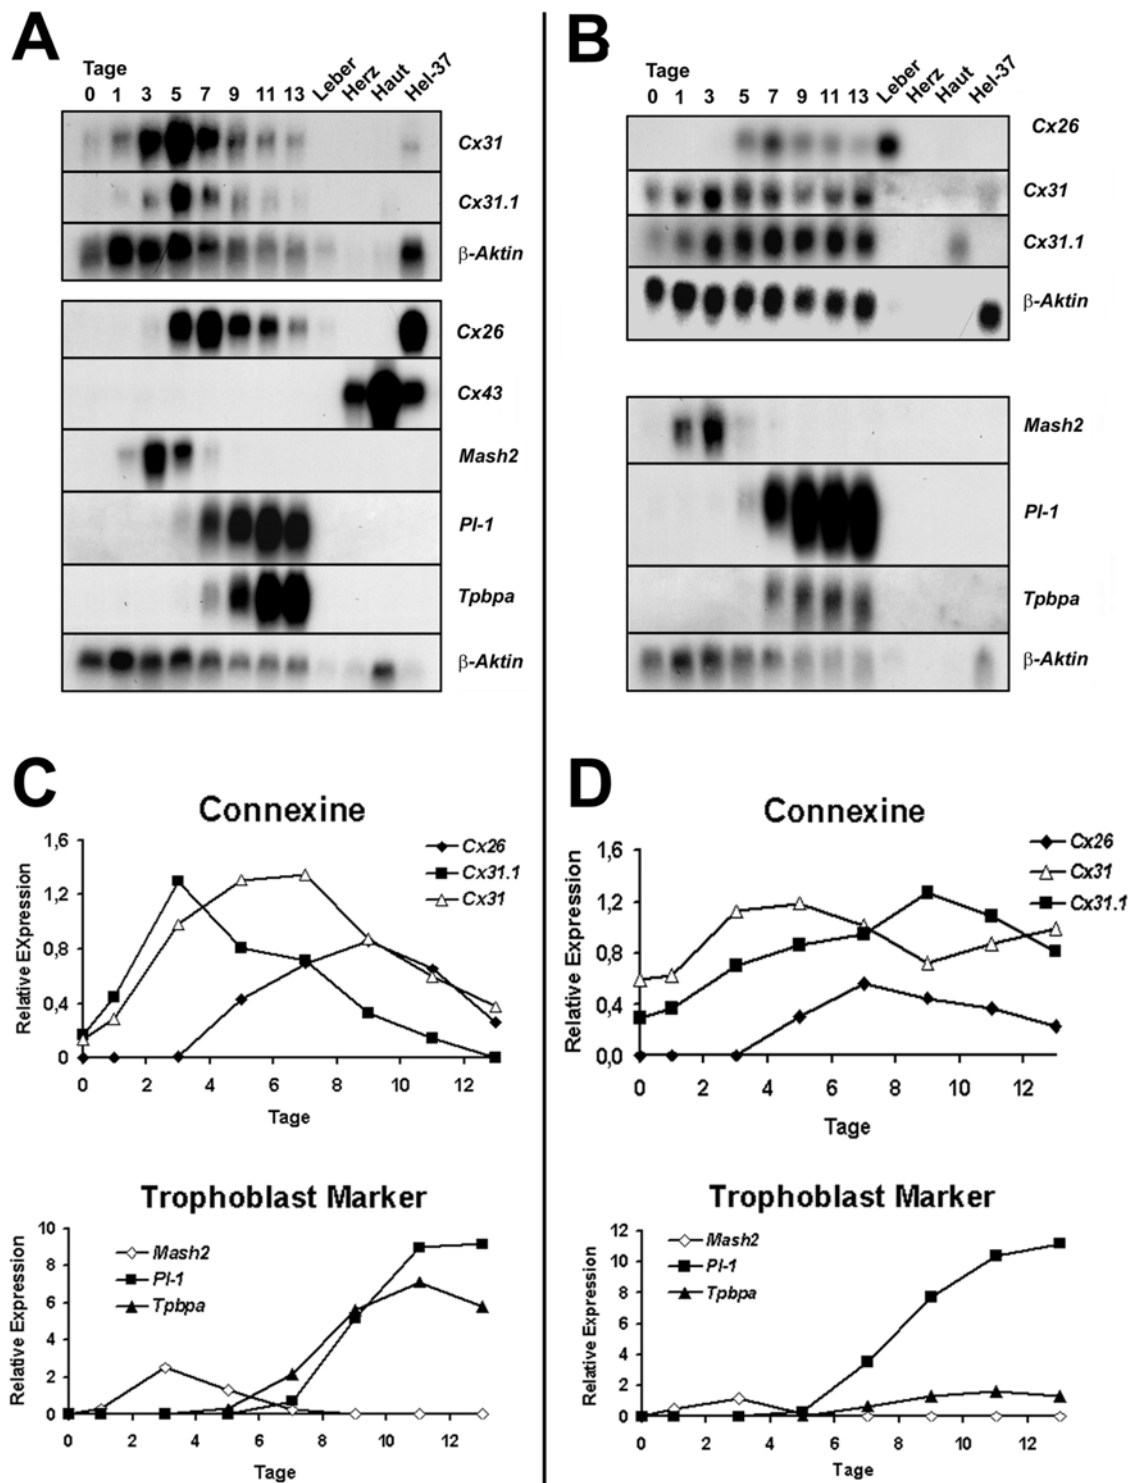 A
Tage
0 1 3 5 7 9 11 13 Leber Herz Haut Hel-37
Cx31
Cx31.1
β-Aktin
Cx26
Cx43
Mash2
Pl-1
Tpbpa
β-Aktin
B
Tage
0 1 3 5 7 9 11 13 Leber Herz Haut Hel-37
Cx26
Cx31
Cx31.1
β-Aktin
Mash2
Pl-1
Tpbpa
β-Aktin
C
Connexine
Relative EXpression
1,6
1,2
0,8
0,4
0
0 2 4 6 8 10 12
Tage
Cx26
Cx31.1
Cx31
Trophoblast Marker
Relative Expression
10
8
6
4
2
0
0 2 4 6 8 10 12
Tage
Mash2
Pl-1
Tpbpa
D
Connexine
Relative Expression
1,6
1,2
0,8
0,4
0,0
0 2 4 6 8 10 12
Tage
Cx26
Cx31
Cx31.1
Trophoblast Marker
Relative Expression
12
10
8
6
4
2
0
0 2 4 6 8 10 12
Tage
Mash2
Pl-1
Tpbpa